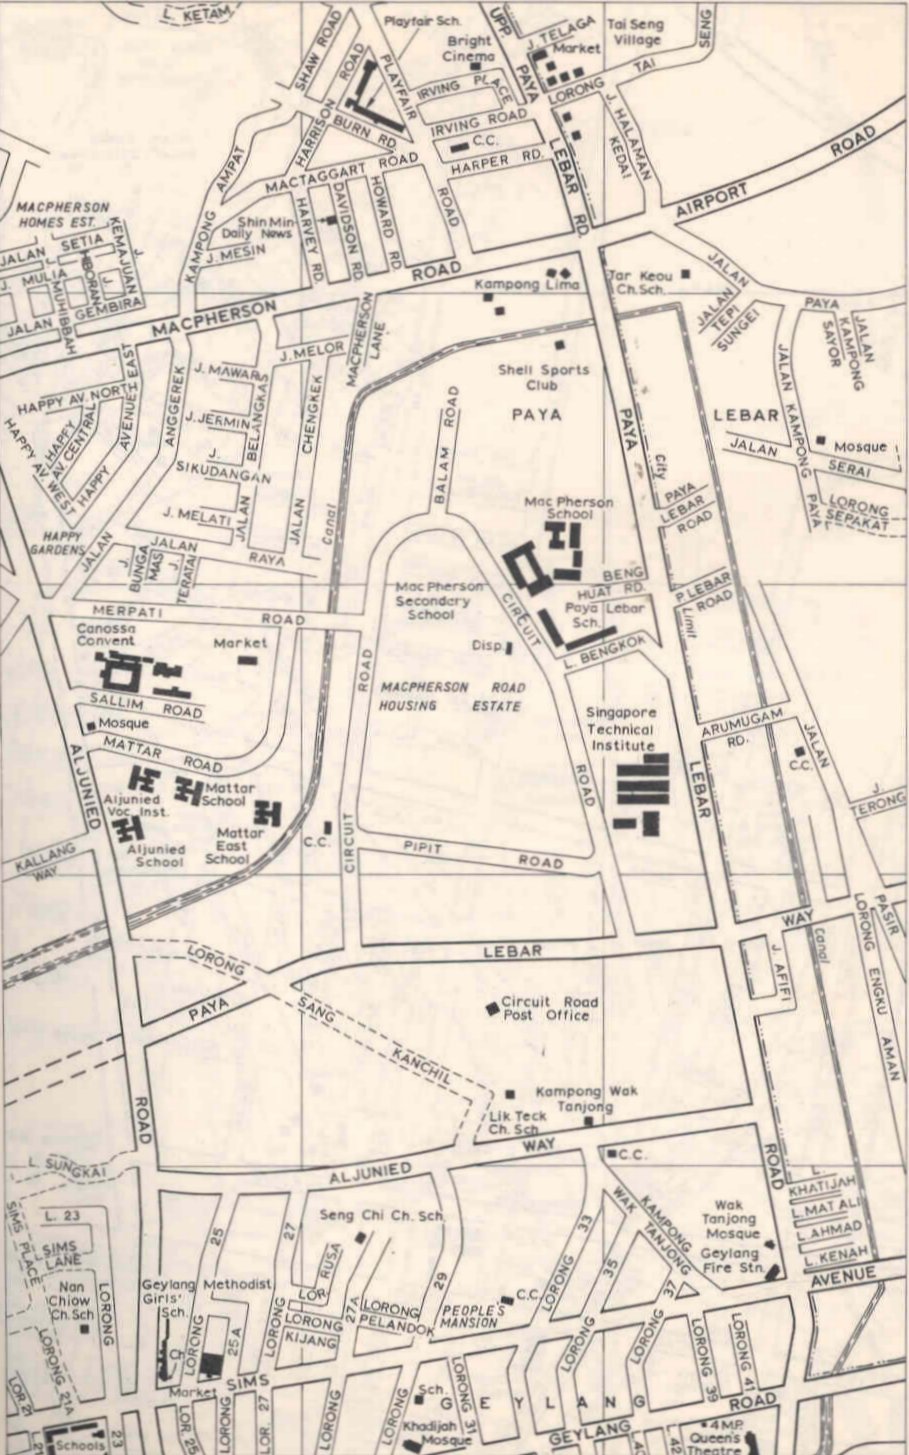 L. KETAM
SHAW ROAD
Playfair Sch.
UPP
PAYA
LEBAR
RD.
J. TELAGA
Market
Tai Seng
Village
SENG
Bright
Cinema
LORONG
TAI
PLAYFAIR
ROAD
IRVING PLACE
IRVING ROAD
C.C.
HARPER RD.
HARRISON
ROAD
BURN RD
J. HALAMAN
KEDAI
AIRPORT
ROAD
KAMPONG
AMPAT
MACTAGGART ROAD
HARVEY RD.
DAVIDSON RD
HOWARD RD
Shin Min
Daily News
J. MESIN
MACPHERSON
HOMES EST.
JALAN
SETIA
J. KEMAJUAN
J. MULIA
J. HIBORAN
JALAN
GEMBIRA
MUHIBBAH
MACPHERSON
ROAD
Kampong Lima
Tar Keou
Ch.Sch.
JALAN
PAYA
JALAN
TEPI
SUNGEI
JALAN
KAMPONG
SAYOR
JALAN KAMPONG
PAYA
MACPHERSON
LANE
J. MELOR
J. MAWAR
J. JERMIN
J.
SIKUDANGAN
J. MELATI
JALAN
BELANGKAS
JALAN
CHENGKEK
JALAN
ANGGEREK
HAPPY AV. NORTH
HAPPY
AVENUE EAST
HAPPY
AV. CENTRAL
HAPPY AV. WEST
HAPPY
GARDENS
Shell Sports
Club
PAYA
LEBAR
PAYA
LEBAR
BALAM ROAD
JALAN
Mosque
SERAI
LORONG
SEPAKAT
City
Limit
PAYA
LEBAR
ROAD
P. LEBAR
ROAD
Canal
JALAN
RAYA
J.
BUNGA
MAS
J.
TERATAI
Mac Pherson
School
MacPherson
Secondary
School
BENG
HUAT RD.
Paya Lebar
Sch.
L. BENGKOK
CIRCUIT
ROAD
Disp.
MERPATI
ROAD
Canossa
Convent
Market
SALLIM ROAD
Mosque
MATTAR
ROAD
MACPHERSON ROAD
HOUSING ESTATE
Singapore
Technical
Institute
ARUMUGAM
RD.
JALAN
C.C.
J.
TERONG
ALJUNIED
ROAD
Mattar
School
Aljunied
Voc. Inst.
Aljunied
School
Mattar
East
School
C.C.
CIRCUIT
ROAD
PIPIT
ROAD
KALLANG
WAY
PASIR
PAYA
LEBAR
WAY
Canal
LORONG ENGKU AMAN
J. AFIFI
LORONG
SANG
KANCHIL
Circuit Road
Post Office
Kampong Wak
Tanjong
Lik Teck
Ch. Sch
C.C.
ALJUNIED
WAY
ROAD
L. SUNGKAI
L.
KHATIJAH
L. MAT ALI
L. AHMAD
L. KENAH
Wak
Tanjong
Mosque
Geylang
Fire Stn.
KAMPONG
WAK TANJONG
L. 23
SIMS
LANE
SIMS PLACE
Nan
Chiow
Ch. Sch
LORONG
23
LORONG 21A
LOR. 21
Schools
Geylang
Girls'
Sch.
Methodist
Ch
LORONG
25
25A
LORONG
27
Seng Chi Ch. Sch.
LOR.
RUSA
LORONG
KIJANG
27A
LORONG
PELANDOK
29
PEOPLE'S
MANSION
C.C.
LORONG
33
LORONG
35
LORONG
37
LORONG
39
LORONG
41
SIMS
AVENUE
Market
LOR. 25
LORONG
LOR. 27
LORONG
LORONG
Sch.
LORONG 31
Khadijah
Mosque
GEYLANG
GEYLANG
ROAD
42
4 M.P.
Queen's
Theatre